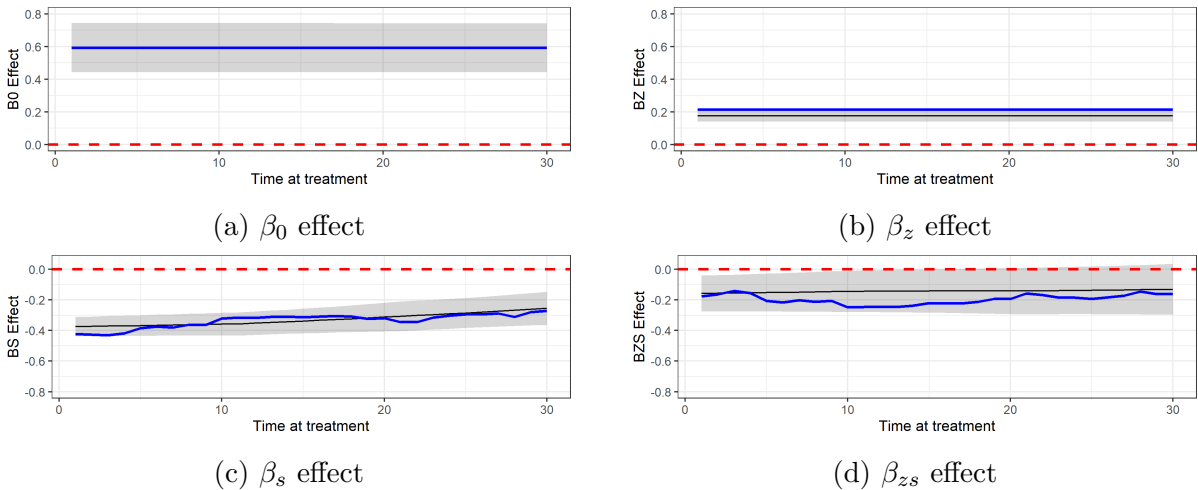 0.8
0.6
0.4
0.2
0.0
B0 Effect
0 10 20 30
Time at treatment
(a) β₀ effect
0.8
0.6
0.4
0.2
0.0
BZ Effect
0 10 20 30
Time at treatment
(b) β_z effect
0.0
-0.2
-0.4
-0.6
-0.8
BS Effect
0 10 20 30
Time at treatment
(c) β_s effect
0.0
-0.2
-0.4
-0.6
-0.8
BZS Effect
0 10 20 30
Time at treatment
(d) β_zs effect